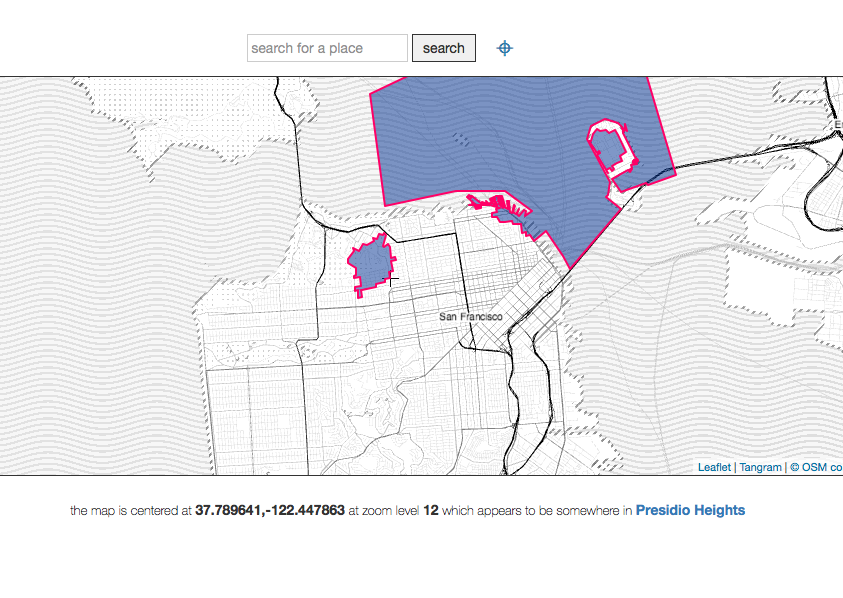 search for a place
search
San Francisco
Leaflet | Tangram | © OSM co
the map is centered at 37.789641,-122.447863 at zoom level 12 which appears to be somewhere in Presidio Heights